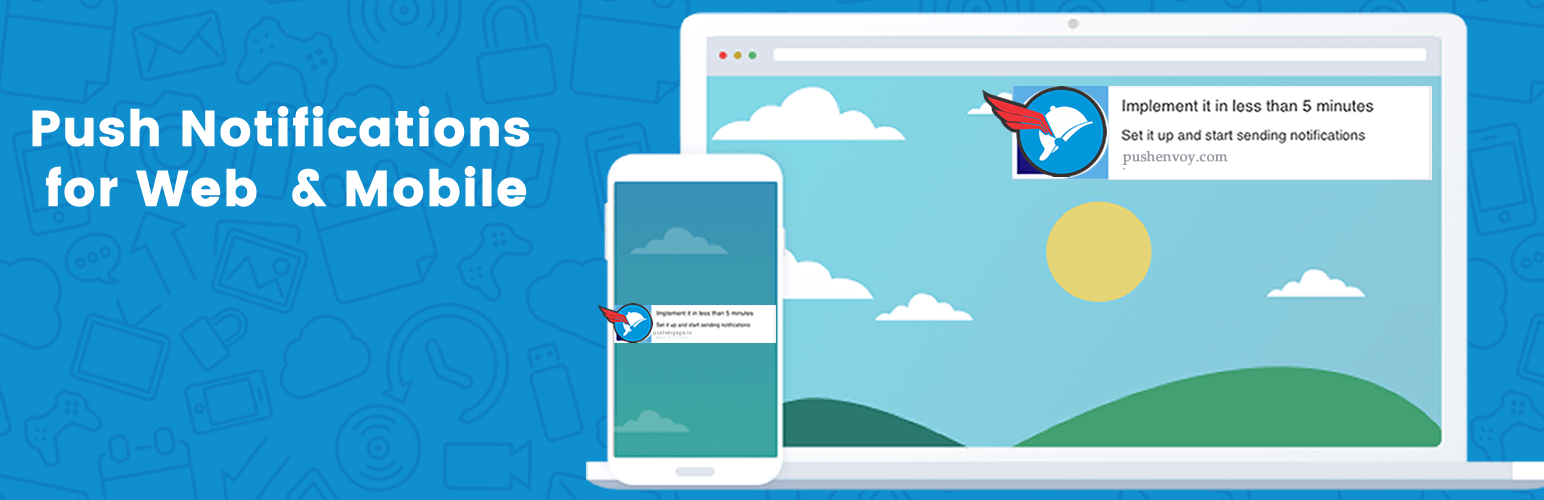 Push Notifications
for Web & Mobile
Implement it in less than 5 minutes
Set it up and start sending notifications
pushenvoy.com
Implement it in less than 5 minutes
Set it up and start sending notifications
pushengage.io